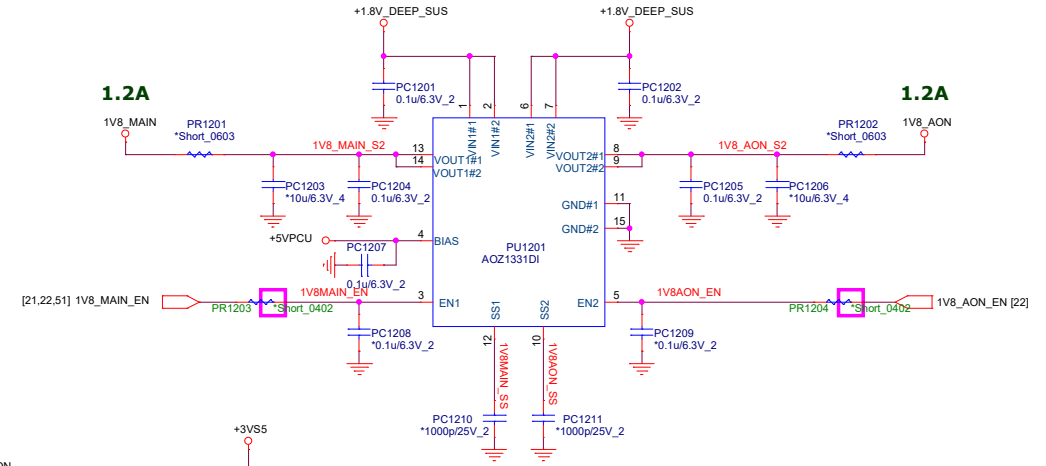 +1.8V_DEEP_SUS +1.8V_DEEP_SUS
PC1201 PC1202
0.1u/6.3V_2 0.1u/6.3V_2
1.2A 1.2A
1 2 6 7
1V8_MAIN PR1201 VIN1#1 VIN1#2 VIN2#1 VIN2#2 PR1202 1V8_AON
*Short_0603 *Short_0603
1V8_MAIN_S2 13 VOUT1#1 VOUT2#1 8 1V8_AON_S2
14 VOUT1#2 VOUT2#2 9
PC1203 PC1204 PC1205 PC1206
*10u/6.3V_4 0.1u/6.3V_2 0.1u/6.3V_2 *10u/6.3V_4
GND#1 11
GND#2 15
+5VPCU 4 BIAS
PC1207 PU1201
0.1u/6.3V_2 AOZ1331DI
1V8MAIN_EN 3 EN1 EN2 5 1V8AON_EN
[21,22,51] 1V8_MAIN_EN 1V8_AON_EN [22]
PR1203 *Short_0402 PR1204 *Short_0402
SS1 SS2
PC1208 PC1209
*0.1u/6.3V_2 *0.1u/6.3V_2
12 10
1V8MAIN_SS 1V8AON_SS
PC1210 PC1211
*1000p/25V_2 *1000p/25V_2
+3VS5